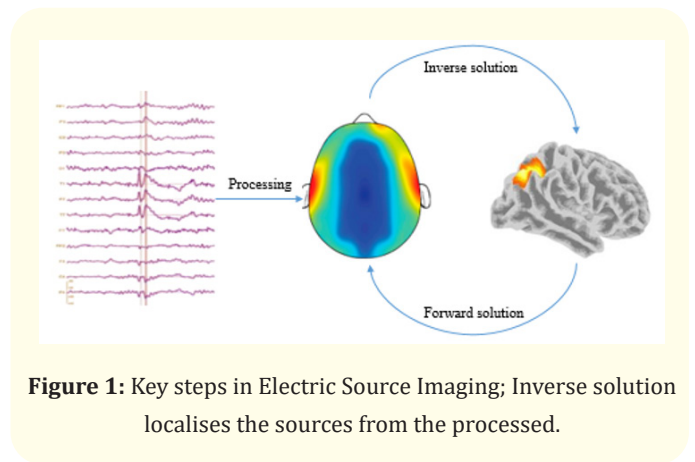 Inverse solution
Processing
Forward solution
Figure 1: Key steps in Electric Source Imaging; Inverse solution
localises the sources from the processed.